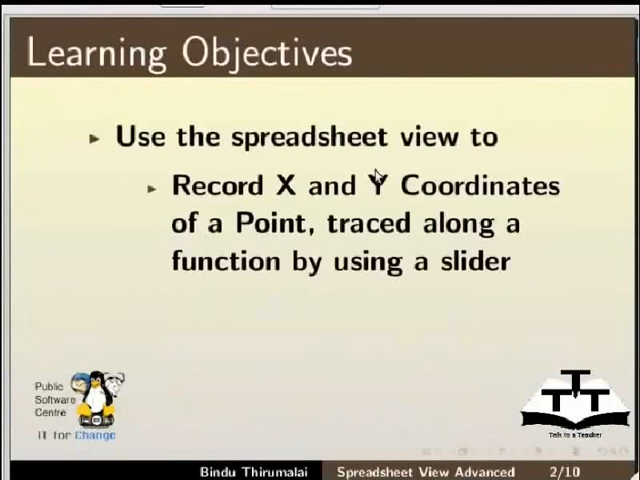 Learning Objectives
Use the spreadsheet view to
Record X and Y Coordinates
of a Point, traced along a
function by using a slider
Public
Software
Centre
IT for Change
TTT
Talk to a Teacher
Bindu Thirumalai
Spreadsheet View Advanced
2/10